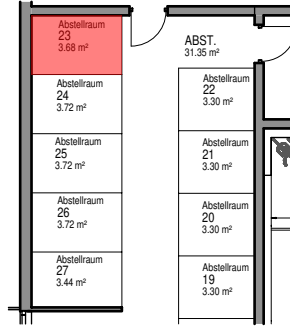 Abstellraum
23
3.68 m²
Abstellraum
24
3.72 m²
Abstellraum
25
3.72 m²
Abstellraum
26
3.72 m²
Abstellraum
27
3.44 m²
ABST.
31.35 m²
Abstellraum
22
3.30 m²
Abstellraum
21
3.30 m²
Abstellraum
20
3.30 m²
Abstellraum
19
3.30 m²